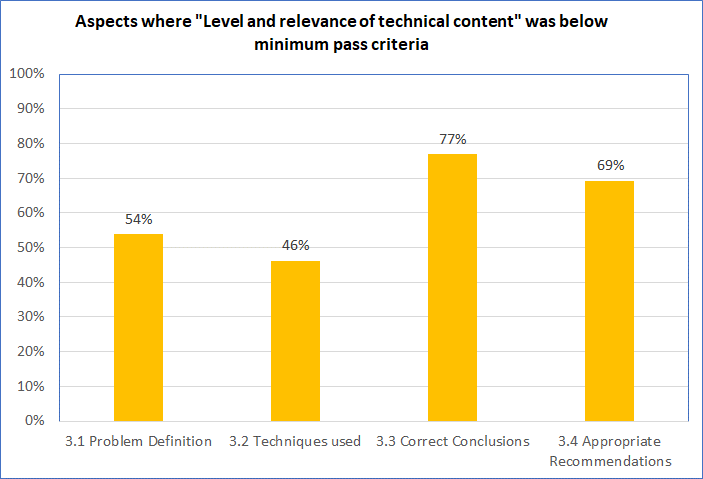 Aspects where "Level and relevance of technical content" was below
minimum pass criteria
100%
90%
80%
70%
60%
50%
40%
30%
20%
10%
0%
54%
46%
77%
69%
3.1 Problem Definition
3.2 Techniques used
3.3 Correct Conclusions
3.4 Appropriate
Recommendations